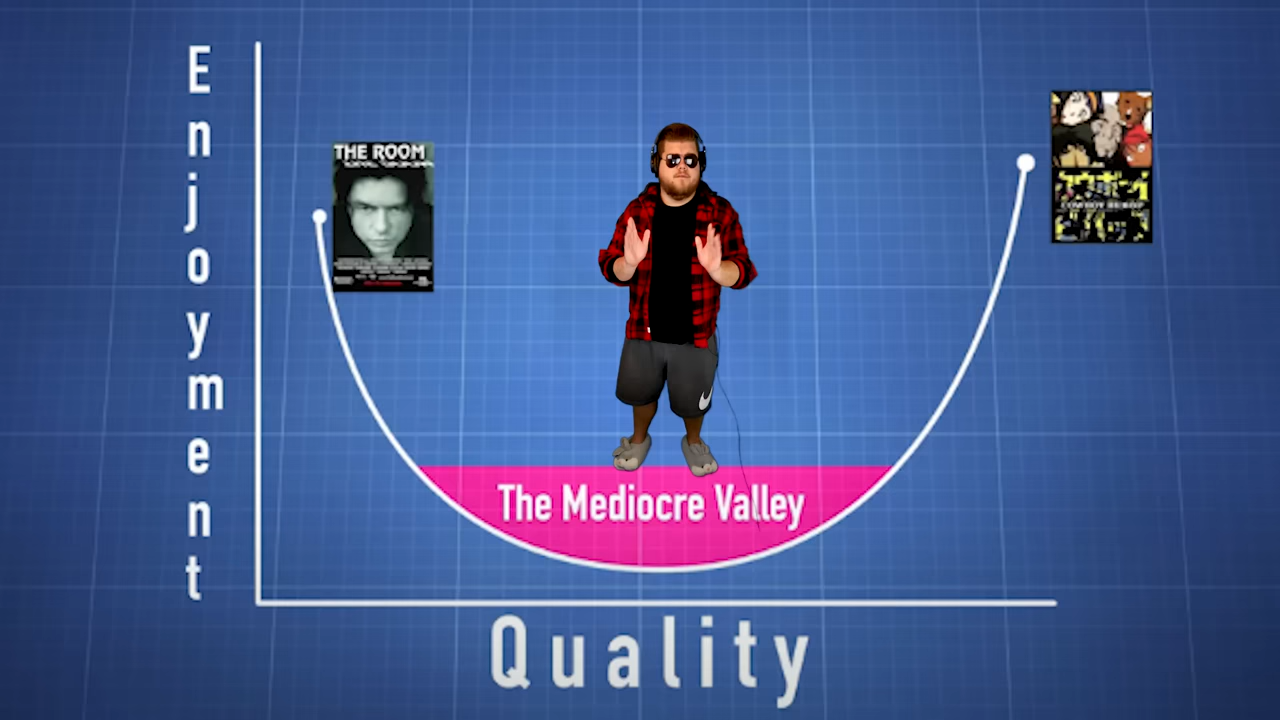 Enjoyment
THE ROOM
COWBOY BEBOP
The Mediocre Valley
Quality